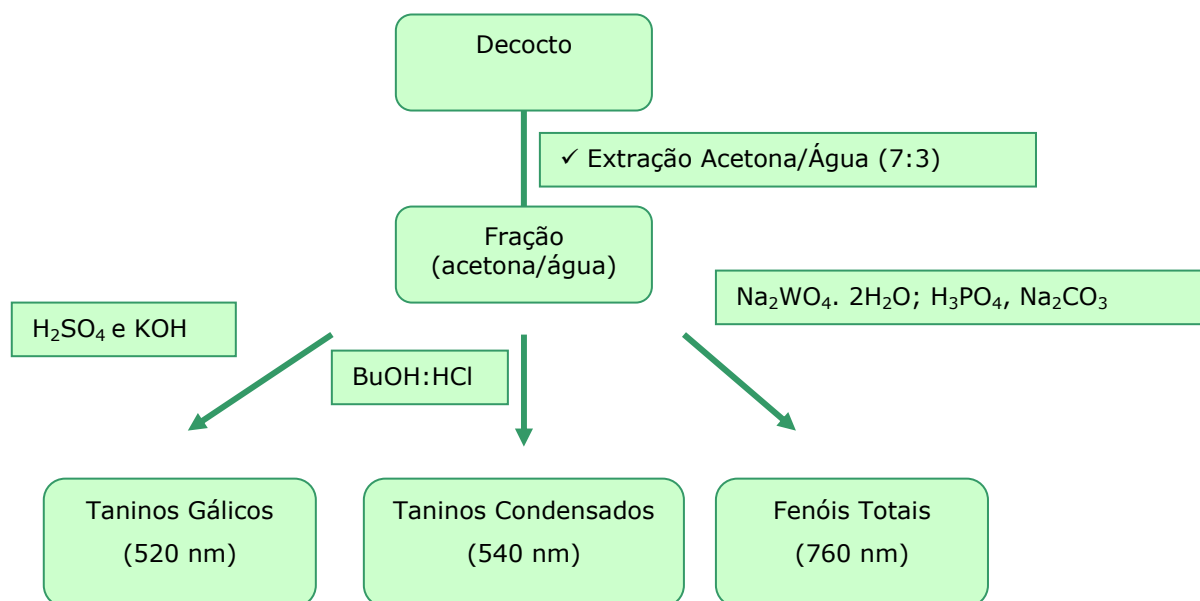 Decocto
✓ Extração Acetona/Água (7:3)
Fração
(acetona/água)
Na₂WO₄. 2H₂O; H₃PO₄, Na₂CO₃
H₂SO₄ e KOH
BuOH:HCl
Taninos Gálicos
(520 nm)
Taninos Condensados
(540 nm)
Fenóis Totais
(760 nm)